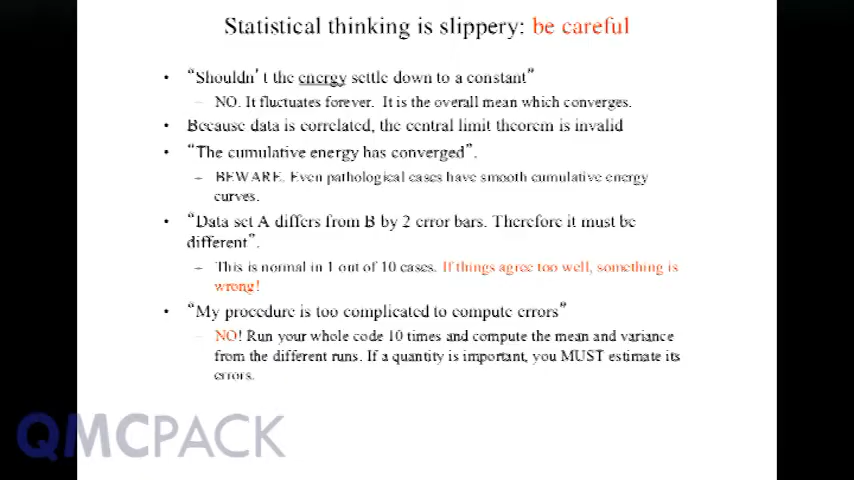 Statistical thinking is slippery: be careful
• "Shouldn't the energy settle down to a constant"
– NO. It fluctuates forever. It is the overall mean which converges.
• Because data is correlated, the central limit theorem is invalid
• "The cumulative energy has converged".
– BEWARE. Even pathological cases have smooth cumulative energy
curves.
• "Data set A differs from B by 2 error bars. Therefore it must be
different".
– This is normal in 1 out of 10 cases. If things agree too well, something is
wrong!
• "My procedure is too complicated to compute errors"
– NO! Run your whole code 10 times and compute the mean and variance
from the different runs. If a quantity is important, you MUST estimate its
errors.
QMCPACK